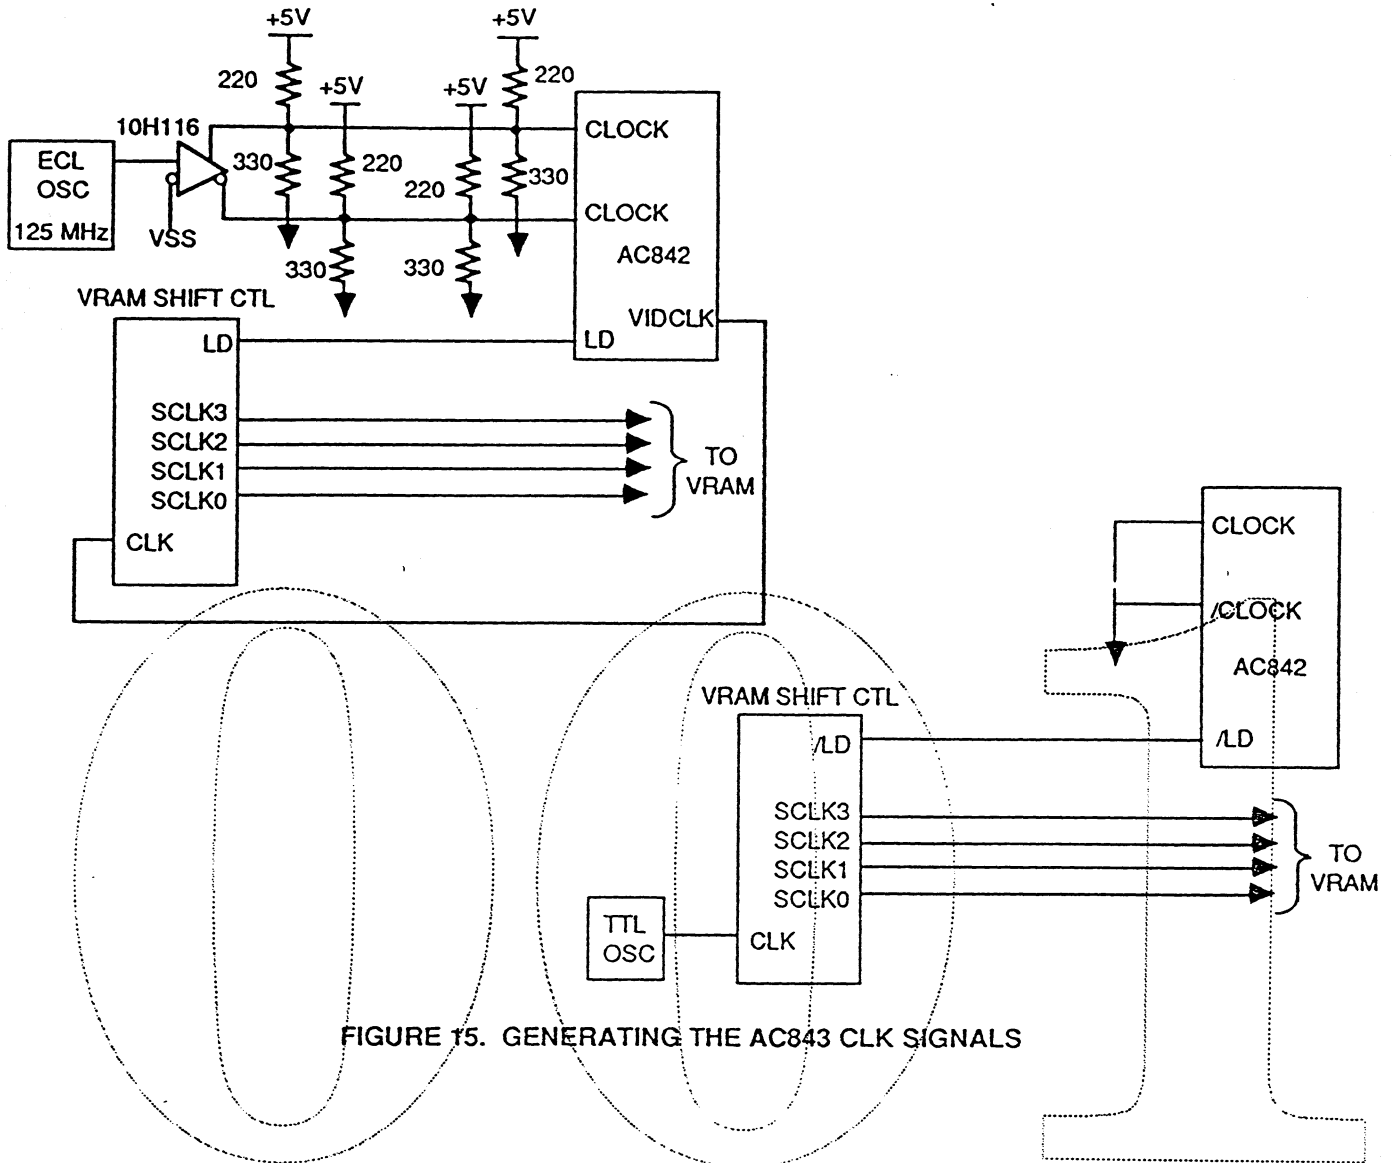 +5V
+5V
220
+5V
+5V
220
10H116
CLOCK
ECL
OSC
125 MHz
330
220
220
330
VSS
CLOCK
AC842
330
330
VRAM SHIFT CTL
VIDCLK
LD
LD
SCLK3
SCLK2
SCLK1
SCLK0
TO
VRAM
CLK
CLOCK
/CLOCK
AC842
/LD
VRAM SHIFT CTL
/LD
SCLK3
SCLK2
SCLK1
SCLK0
TO
VRAM
TTL
OSC
CLK
FIGURE 15. GENERATING THE AC843 CLK SIGNALS
001